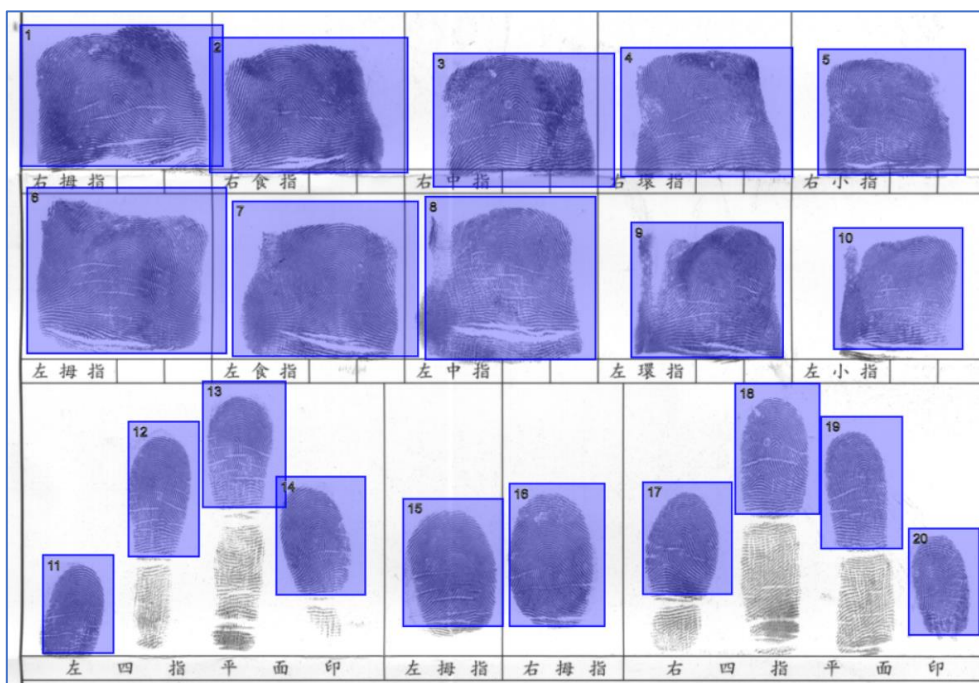 1 2 3 4 5
右拇指 右食指 右中指 右環指 右小指
6 7 8 9 10
左拇指 左食指 左中指 左環指 左小指
11 12 13 14 15 16 17 18 19 20
左四指平面印 左拇指 右拇指 右四指平面印